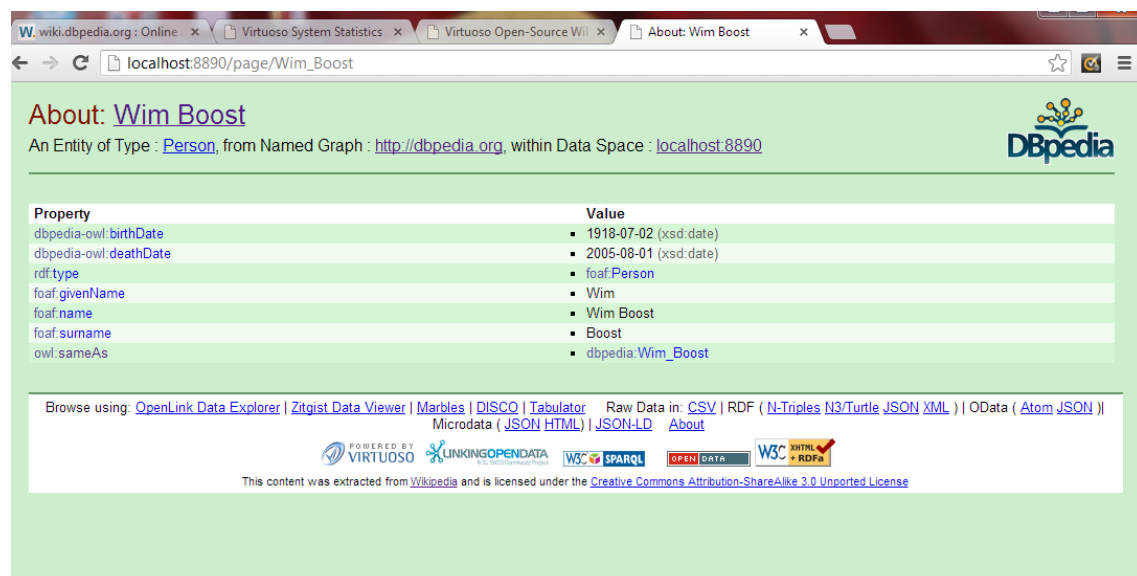 W. wiki.dbpedia.org : Online × Virtuoso System Statistics × Virtuoso Open-Source Wi × About: Wim Boost ×
localhost:8890/page/Wim_Boost
About: Wim Boost
An Entity of Type : Person, from Named Graph : http://dbpedia.org, within Data Space : localhost:8890
DBpedia
Property Value
dbpedia-owl:birthDate ▪ 1918-07-02 (xsd:date)
dbpedia-owl:deathDate ▪ 2005-08-01 (xsd:date)
rdf:type ▪ foaf:Person
foaf:givenName ▪ Wim
foaf:name ▪ Wim Boost
foaf:surname ▪ Boost
owl:sameAs ▪ dbpedia:Wim_Boost
Browse using: OpenLink Data Explorer | Zitgist Data Viewer | Marbles | DISCO | Tabulator Raw Data in: CSV | RDF ( N-Triples N3/Turtle JSON XML ) | OData ( Atom JSON )|
Microdata ( JSON HTML) | JSON-LD About
POWERED BY VIRTUOSO LINKINGOPENDATA W3C SPARQL OPEN DATA W3C XHTML + RDFa
This content was extracted from Wikipedia and is licensed under the Creative Commons Attribution-ShareAlike 3.0 Unported License